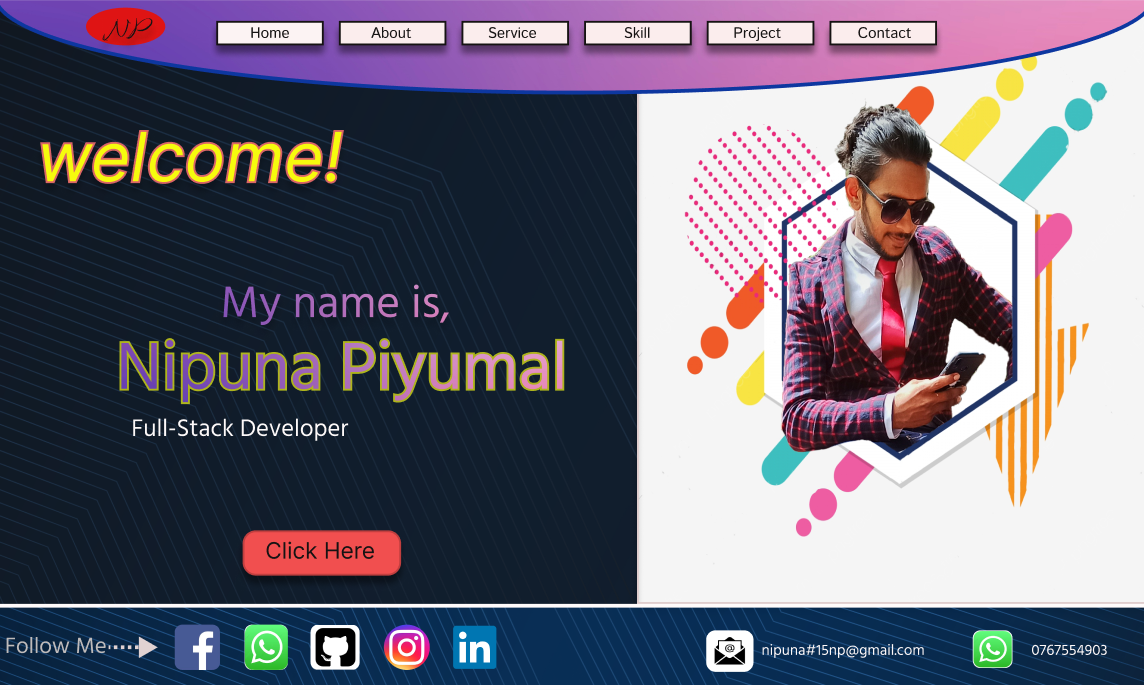 NP
Home
About
Service
Skill
Project
Contact
welcome!
My name is,
Nipuna Piyumal
Full-Stack Developer
Click Here
Follow Me
f
in
@
nipuna#15np@gmail.com
0767554903